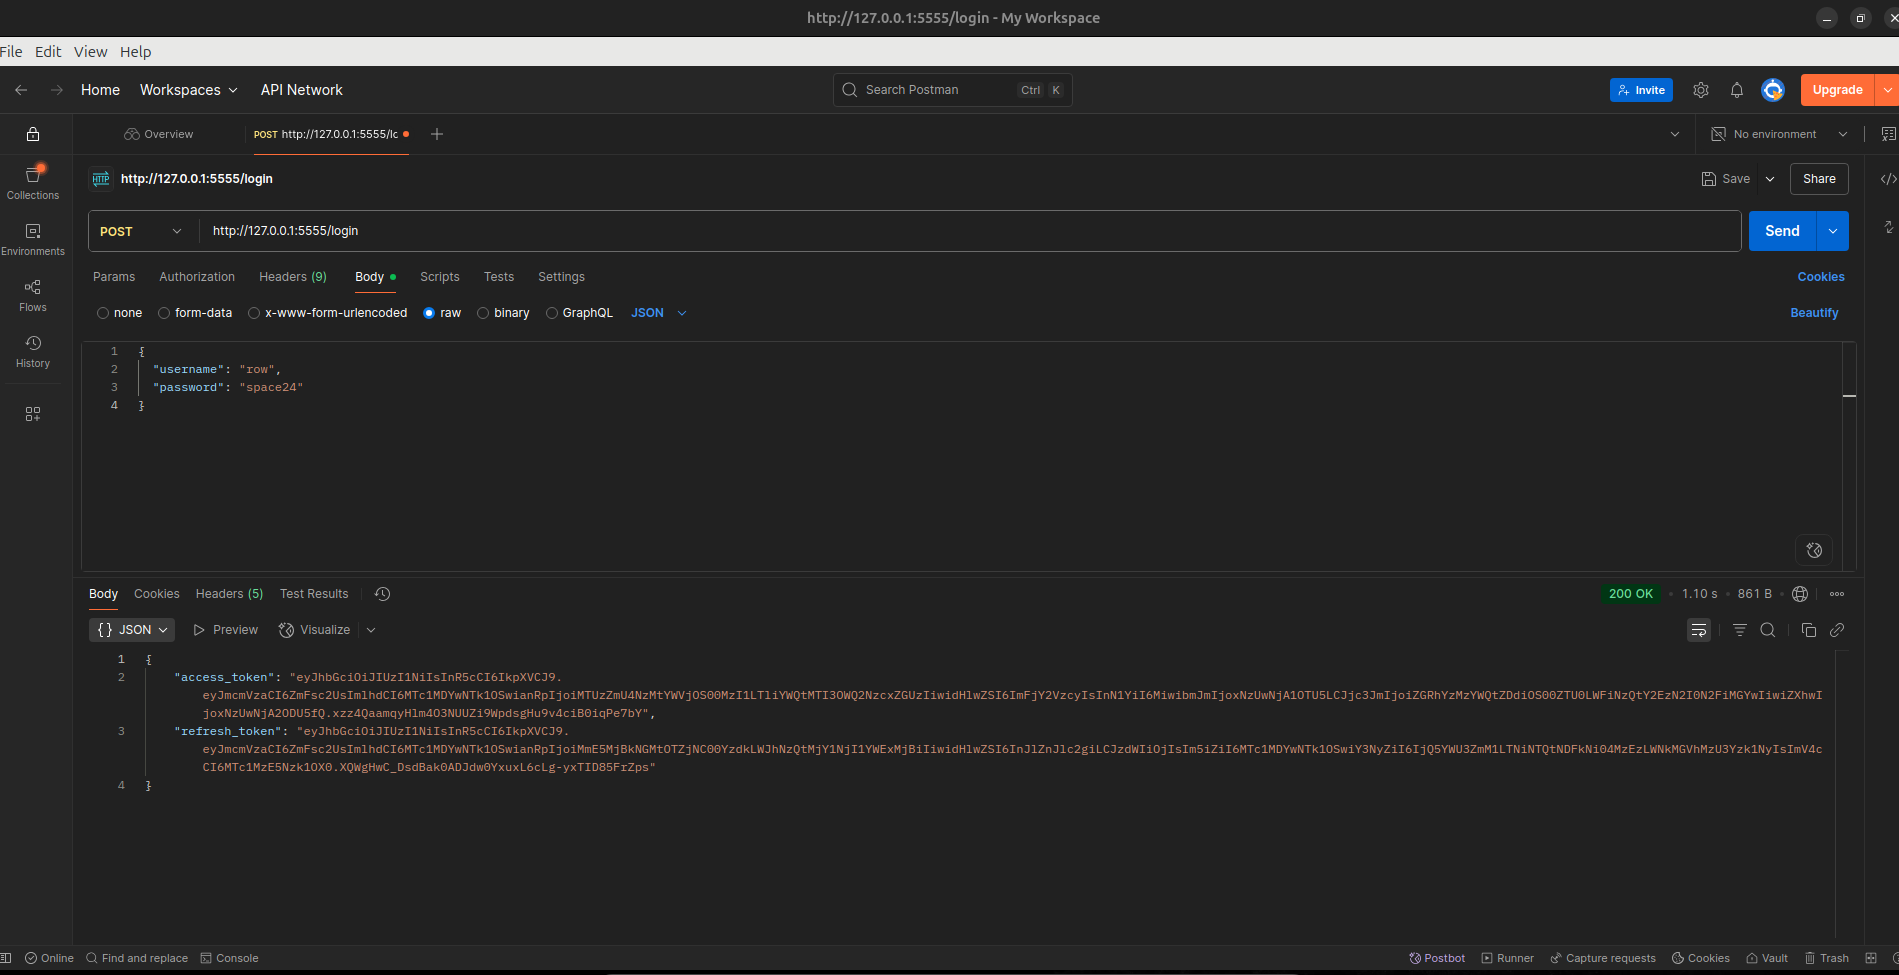 http://127.0.0.1:5555/login - My Workspace
File Edit View Help
Home Workspaces API Network Search Postman Ctrl K Invite Upgrade
Overview POST http://127.0.0.1:5555/lc No environment
Collections
Environments
Flows
History
HTTP http://127.0.0.1:5555/login Save Share
POST http://127.0.0.1:5555/login Send
Params Authorization Headers (9) Body Scripts Tests Settings Cookies
none form-data x-www-form-urlencoded raw binary GraphQL JSON Beautify
1 {
2 "username": "row",
3 "password": "space24"
4 }
Body Cookies Headers (5) Test Results 200 OK 1.10 s 861 B
{} JSON Preview Visualize
1 {
2 "access_token": "eyJhbGciOiJIUzI1NiIsInR5cCI6IkpXVCJ9.
eyJmcmVzaCI6ZmFsc2UsImlhdCI6MTc1MDYwNTk1OSwianRpIjoiMTUzZmU4NzMtYWVjOS00MzI1LTliYWQtMTI3OWQ2NzcxZGUzIiwidHlwZSI6ImFjY2VzcyIsInN1YiI6MiwibmJmIjoxNzUwNjA1OTU5LCJjc3JmIjoiZGRhYzMzYWQtZDdiOS00ZTU0LWFiNzQtY2EzN2I0N2FiMGYwIiwiZXhwI
joxNzUwNjA2ODU5fQ.xzz4QaamqyHlm4O3NUUZi9WpdsgHu9v4ciB0iqPe7bY",
3 "refresh_token": "eyJhbGciOiJIUzI1NiIsInR5cCI6IkpXVCJ9.
eyJmcmVzaCI6ZmFsc2UsImlhdCI6MTc1MDYwNTk1OSwianRpIjoiMmE5MjBkNGMtOTZjNC00YzdkLWJhNzQtMjY1NjI1YWExMjBiIiwidHlwZSI6InJlZnJlc2giLCJzdWIiOjIsIm5iZiI6MTc1MDYwNTk1OSwiY3NyZiI6IjQ5YWU3ZmM1LTNiNTQtNDFkNi04MzEzLWNkMGVhMzU3Yzk1NyIsImV4c
CI6MTc1MzE5Nzk1OX0.XQWgHwC_DsdBak0ADJdw0YxuxL6cLg-yxTID85FrZps"
4 }
Online Find and replace Console Postbot Runner Capture requests Cookies Vault Trash